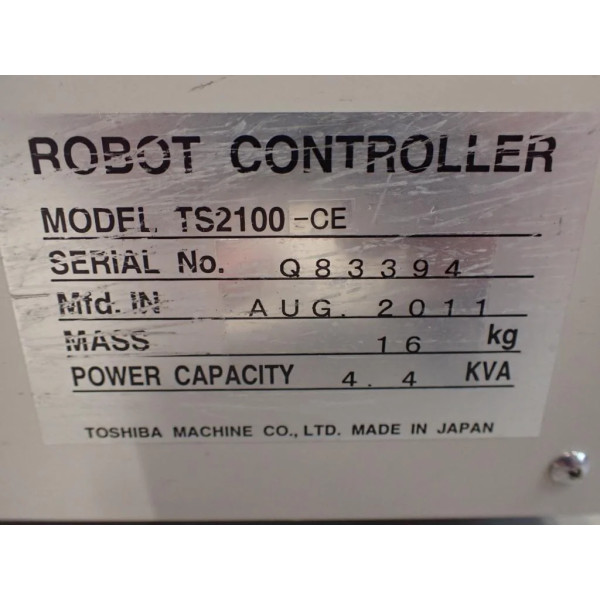 ROBOT CONTROLLER
MODEL TS2100-CE
SERIAL No. Q83394
Mfd. IN AUG. 2011
MASS 16 kg
POWER CAPACITY 4.4 KVA
TOSHIBA MACHINE CO., LTD. MADE IN JAPAN